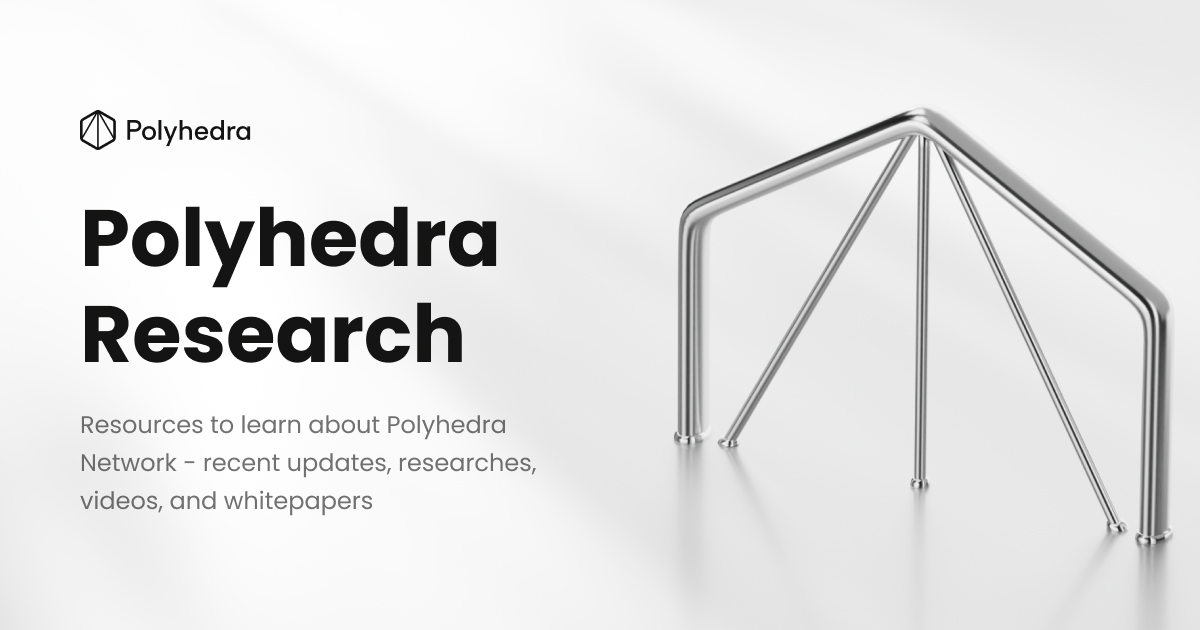 Polyhedra
Polyhedra
Research
Resources to learn about Polyhedra
Network - recent updates, researches,
videos, and whitepapers